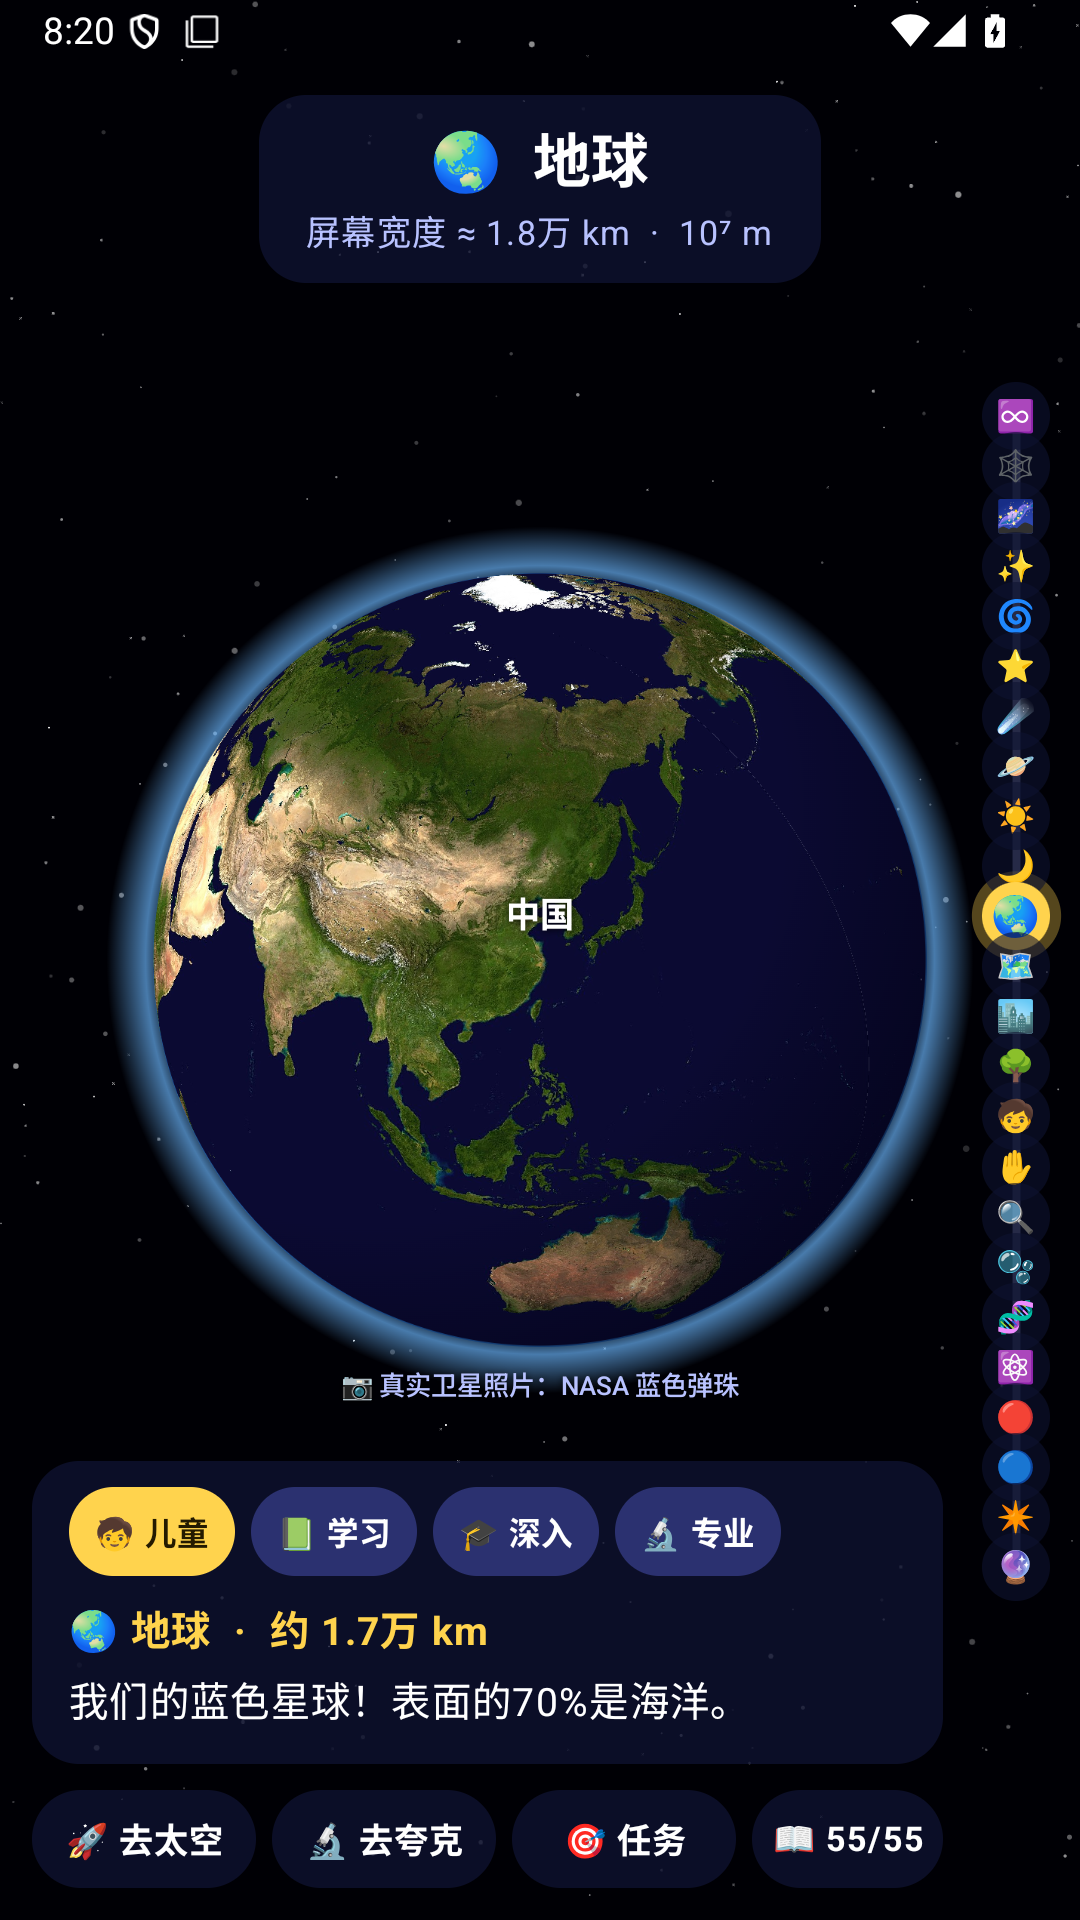 8:20
地球
屏幕宽度 ≈ 1.8万 km · 10⁷ m
中国
真实卫星照片：NASA 蓝色弹珠
儿童 学习 深入 专业
地球 · 约 1.7万 km
我们的蓝色星球！表面的70%是海洋。
去太空 去夸克 任务 55/55